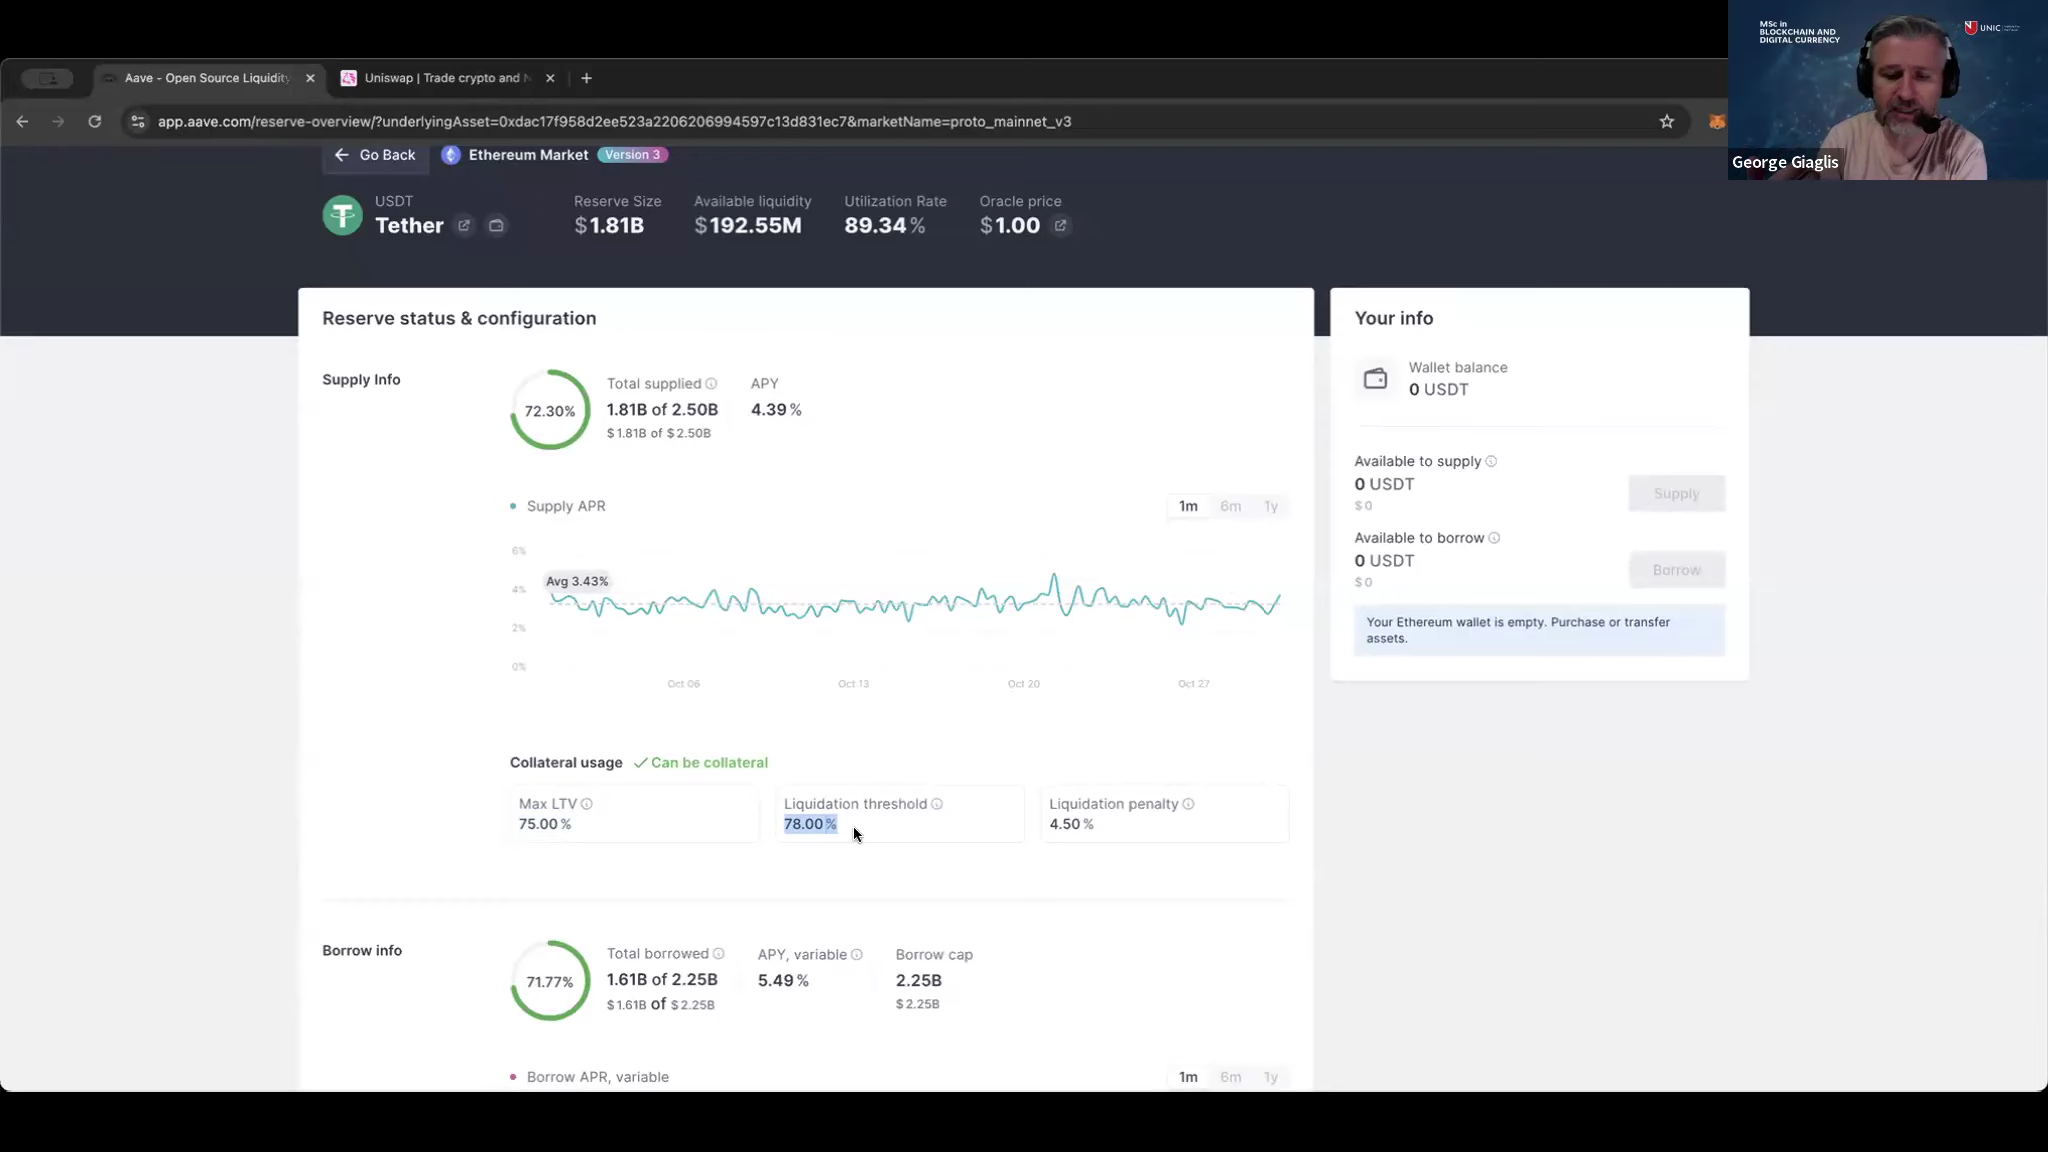 MSc in
BLOCKCHAIN AND
DIGITAL CURRENCY
UNIC
George Giaglis
Aave - Open Source Liquidity
Uniswap | Trade crypto and N
app.aave.com/reserve-overview/?underlyingAsset=0xdac17f958d2ee523a2206206994597c13d831ec7&marketName=proto_mainnet_v3
Go Back
Ethereum Market
Version 3
USDT
Tether
Reserve Size
$1.81B
Available liquidity
$192.55M
Utilization Rate
89.34 %
Oracle price
$1.00
Reserve status & configuration
Supply Info
72.30%
Total supplied
1.81B of 2.50B
$1.81B of $2.50B
APY
4.39 %
Supply APR
1m 6m 1y
6%
4%
2%
0%
Avg 3.43%
Oct 06 Oct 13 Oct 20 Oct 27
Collateral usage
Can be collateral
Max LTV
75.00 %
Liquidation threshold
78.00 %
Liquidation penalty
4.50 %
Borrow info
71.77%
Total borrowed
1.61B of 2.25B
$1.61B of $2.25B
APY, variable
5.49 %
Borrow cap
2.25B
$2.25B
Borrow APR, variable
1m 6m 1y
Your info
Wallet balance
0 USDT
Available to supply
0 USDT
$0
Supply
Available to borrow
0 USDT
$0
Borrow
Your Ethereum wallet is empty. Purchase or transfer
assets.